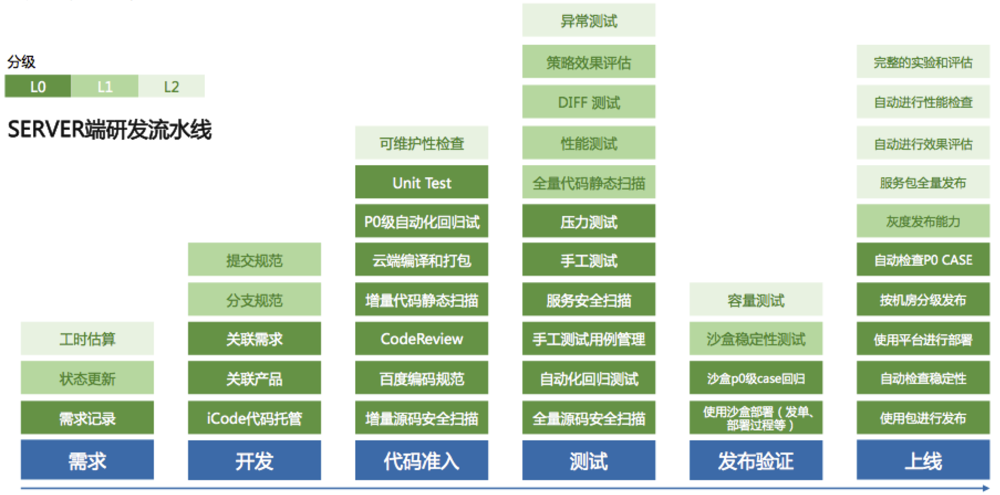 分级
L0
L1
L2
SERVER端研发流水线
工时估算
状态更新
需求记录
需求
提交规范
分支规范
关联需求
关联产品
iCode代码托管
开发
可维护性检查
Unit Test
P0级自动化回归试
云端编译和打包
增量代码静态扫描
CodeReview
百度编码规范
增量源码安全扫描
代码准入
异常测试
策略效果评估
DIFF 测试
性能测试
全量代码静态扫描
压力测试
手工测试
服务安全扫描
手工测试用例管理
自动化回归测试
全量源码安全扫描
测试
容量测试
沙盒稳定性测试
沙盒p0级case回归
使用沙盒部署（发单、
部署过程等）
发布验证
完整的实验和评估
自动进行性能检查
自动进行效果评估
服务包全量发布
灰度发布能力
自动检查P0 CASE
按机房分级发布
使用平台进行部署
自动检查稳定性
使用包进行发布
上线